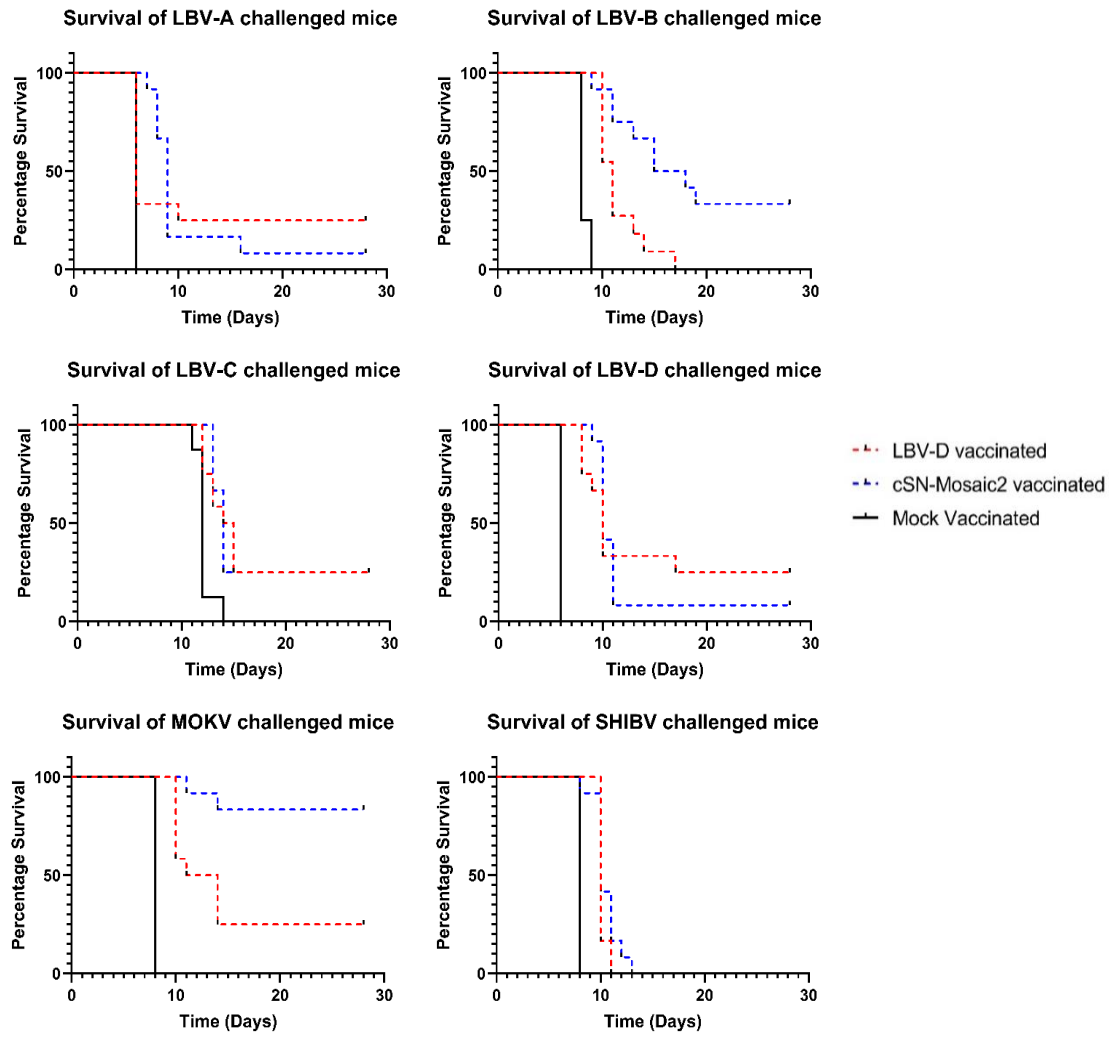 Survival of LBV-A challenged mice
Percentage Survival
100
50
0
0 10 20 30
Time (Days)
Survival of LBV-B challenged mice
Percentage Survival
100
50
0
0 10 20 30
Time (Days)
Survival of LBV-C challenged mice
Percentage Survival
100
50
0
0 10 20 30
Time (Days)
Survival of LBV-D challenged mice
Percentage Survival
100
50
0
0 10 20 30
Time (Days)
LBV-D vaccinated
cSN-Mosaic2 vaccinated
Mock Vaccinated
Survival of MOKV challenged mice
Percentage Survival
100
50
0
0 10 20 30
Time (Days)
Survival of SHIBV challenged mice
Percentage Survival
100
50
0
0 10 20 30
Time (Days)